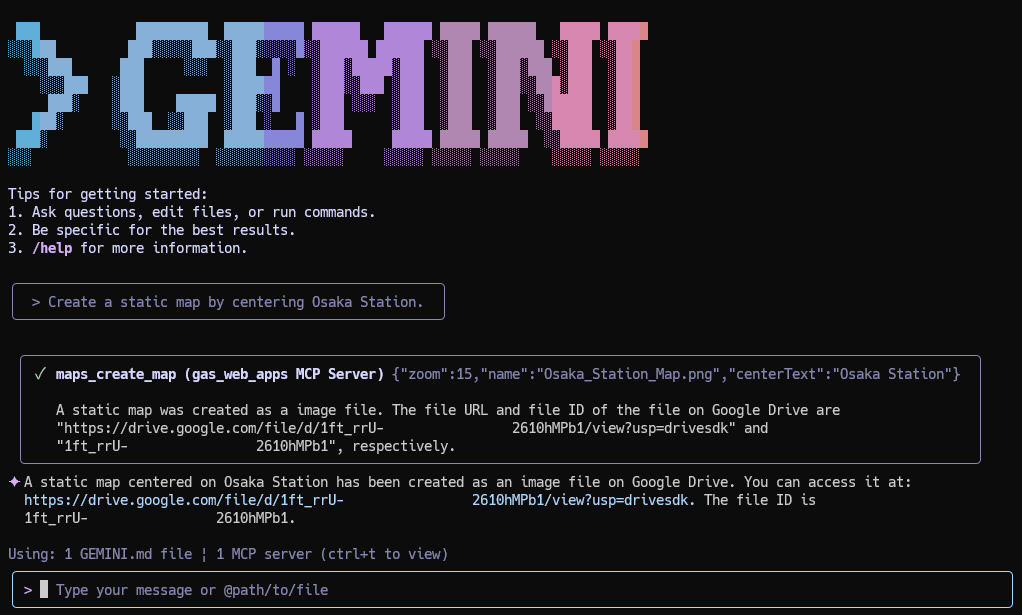 > GEMINI
Tips for getting started:
1. Ask questions, edit files, or run commands.
2. Be specific for the best results.
3. /help for more information.
> Create a static map by centering Osaka Station.
✓ maps_create_map (gas_web_apps MCP Server) {"zoom":15,"name":"Osaka_Station_Map.png","centerText":"Osaka Station"}
A static map was created as a image file. The file URL and file ID of the file on Google Drive are
"https://drive.google.com/file/d/1ft_rrU-                2610hMPb1/view?usp=drivesdk" and
"1ft_rrU-                2610hMPb1", respectively.
✦ A static map centered on Osaka Station has been created as an image file on Google Drive. You can access it at:
https://drive.google.com/file/d/1ft_rrU-                2610hMPb1/view?usp=drivesdk. The file ID is
1ft_rrU-                2610hMPb1.
Using: 1 GEMINI.md file ¦ 1 MCP server (ctrl+t to view)
> Type your message or @path/to/file